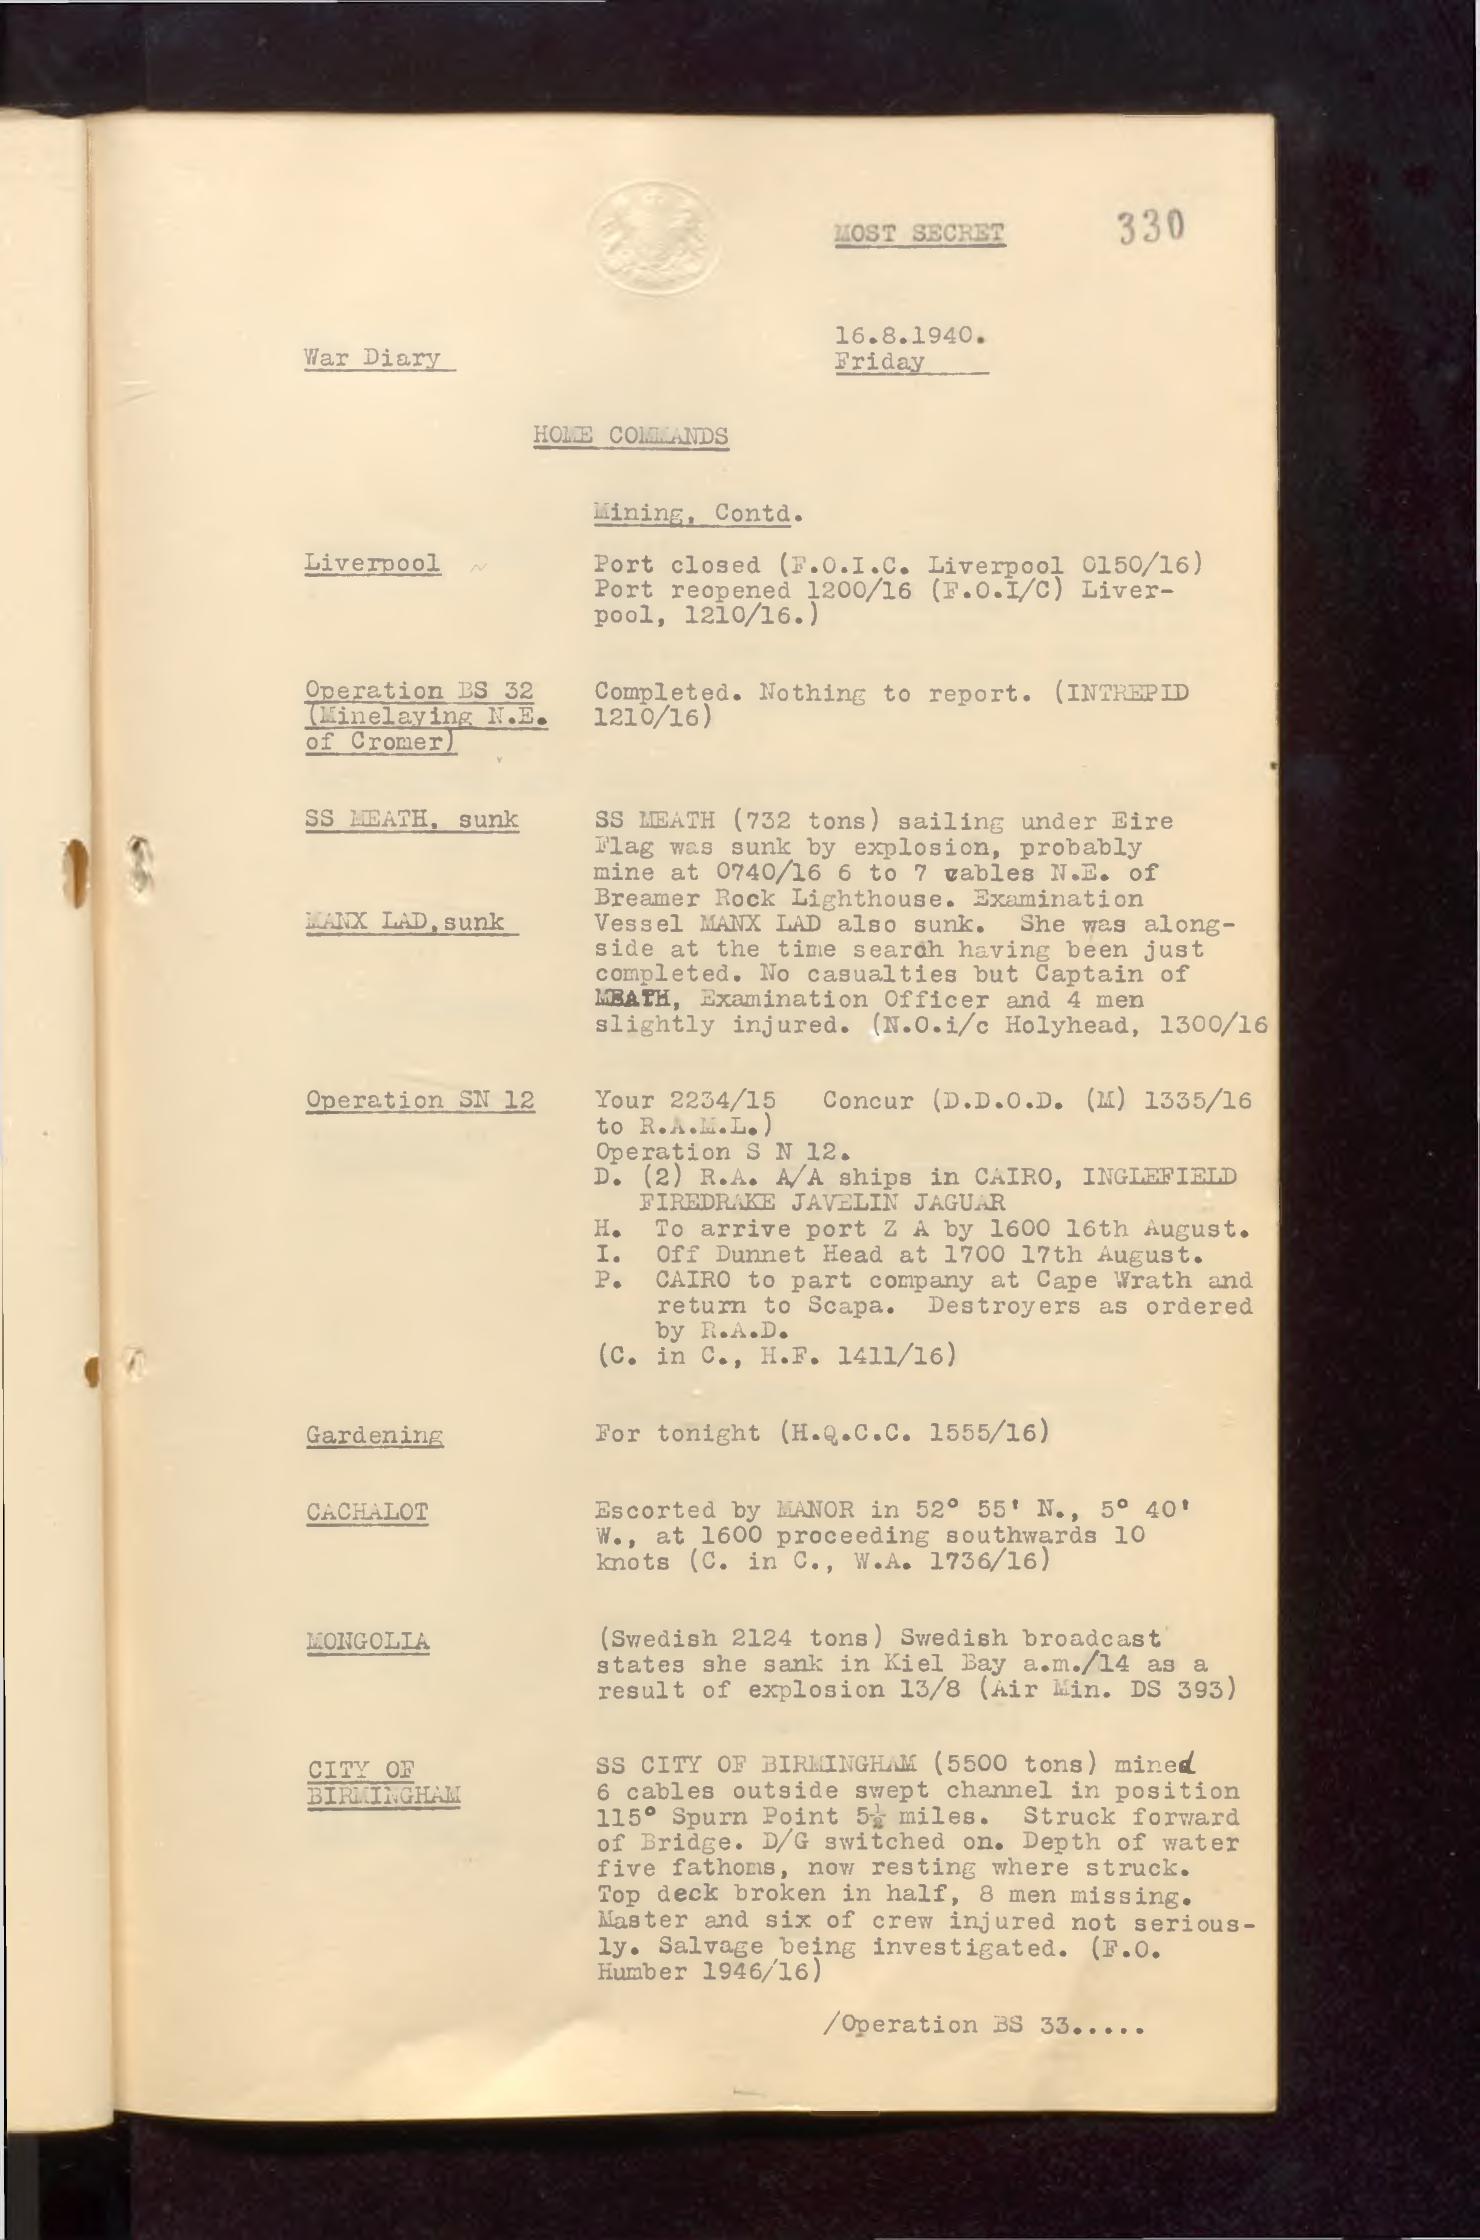 MOST SECRET 330
16.8.1940.
War Diary
Friday
HOME COMMANDS
Mining, Contd.
Liverpool
Port closed (F.O.I.C. Liverpool 0150/16)
Port reopened 1200/16 (F.O.I/C) Liver-
pool, 1210/16.)
Operation BS 32
(Minelaying N.E.
of Cromer)
Completed. Nothing to report. (INTREPID
1210/16)
SS MEATH, sunk
SS MEATH (732 tons) sailing under Eire
Flag was sunk by explosion, probably
mine at 0740/16 6 to 7 cables N.E. of
Breamer Rock Lighthouse. Examination
MANX LAD, sunk
Vessel MANX LAD also sunk. She was along-
side at the time search having been just
completed. No casualties but Captain of
MEATH, Examination Officer and 4 men
slightly injured. (N.O.i/c Holyhead, 1300/16
Operation SN 12
Your 2234/15 Concur (D.D.O.D. (M) 1335/16
to R.A.M.L.)
Operation S N 12.
D. (2) R.A. A/A ships in CAIRO, INGLEFIELD
FIREDRAKE JAVELIN JAGUAR
H. To arrive port Z A by 1600 16th August.
I. Off Dunnet Head at 1700 17th August.
P. CAIRO to part company at Cape Wrath and
return to Scapa. Destroyers as ordered
by R.A.D.
(C. in C., H.F. 1411/16)
Gardening
For tonight (H.Q.C.C. 1555/16)
CACHALOT
Escorted by MANOR in 52° 55' N., 5° 40'
W., at 1600 proceeding southwards 10
knots (C. in C., W.A. 1736/16)
MONGOLIA
(Swedish 2124 tons) Swedish broadcast
states she sank in Kiel Bay a.m./14 as a
result of explosion 13/8 (Air Min. DS 393)
CITY OF
BIRMINGHAM
SS CITY OF BIRMINGHAM (5500 tons) mined
6 cables outside swept channel in position
115° Spurn Point 5½ miles. Struck forward
of Bridge. D/G switched on. Depth of water
five fathoms, now resting where struck.
Top deck broken in half, 8 men missing.
Master and six of crew injured not serious-
ly. Salvage being investigated. (F.O.
Humber 1946/16)
/Operation BS 33.....